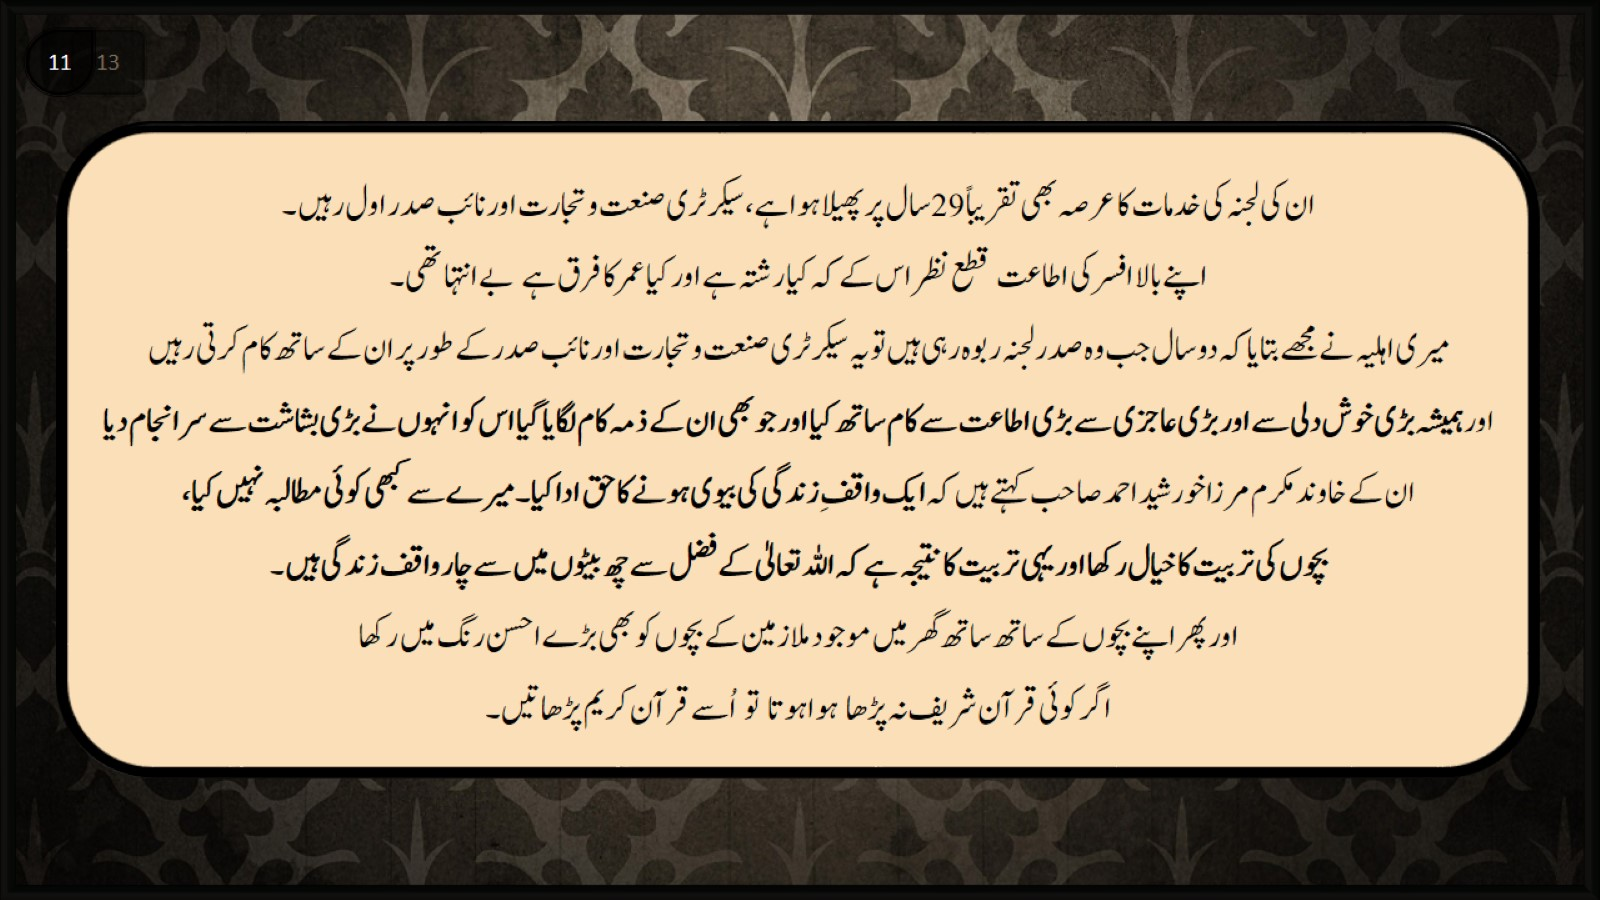 11 13
ان کی لجنہ کی خدمات کا عرصہ بھی تقریباً 29سال پر پھیلا ہوا ہے، سیکرٹری صنعت و تجارت اور نائب صدر اول رہیں۔
اپنے بالا افسر کی اطاعت قطع نظر اس کے کہ کیا رشتہ ہے اور کیا عمر کا فرق ہے بے انتہا تھی۔
میری اہلیہ نے مجھے بتایا کہ دو سال جب وہ صدر لجنہ ربوہ رہی ہیں تو یہ سیکرٹری صنعت و تجارت اور نائب صدر کے طور پر ان کے ساتھ کام کرتی رہیں
اور ہمیشہ بڑی خوش دلی سے اور بڑی عاجزی سے بڑی اطاعت سے کام ساتھ کیا اور جو بھی ان کے ذمہ کام لگایا گیا اس کو انہوں نے بڑی بشاشت سے سر انجام دیا
ان کے خاوند مکرم مرزا خورشید احمد صاحب کہتے ہیں کہ ایک واقفِ زندگی کی بیوی ہونے کا حق ادا کیا۔ میرے سے کبھی کوئی مطالبہ نہیں کیا،
بچوں کی تربیت کا خیال رکھا اور یہی تربیت کا نتیجہ ہے کہ اللہ تعالیٰ کے فضل سے چھ بیٹوں میں سے چار واقف زندگی ہیں۔
اور پھر اپنے بچوں کے ساتھ ساتھ گھر میں موجود ملازمین کے بچوں کو بھی بڑے احسن رنگ میں رکھا
اگر کوئی قرآن شریف نہ پڑھا ہوا ہوتا تو اُسے قرآن کریم پڑھاتیں۔